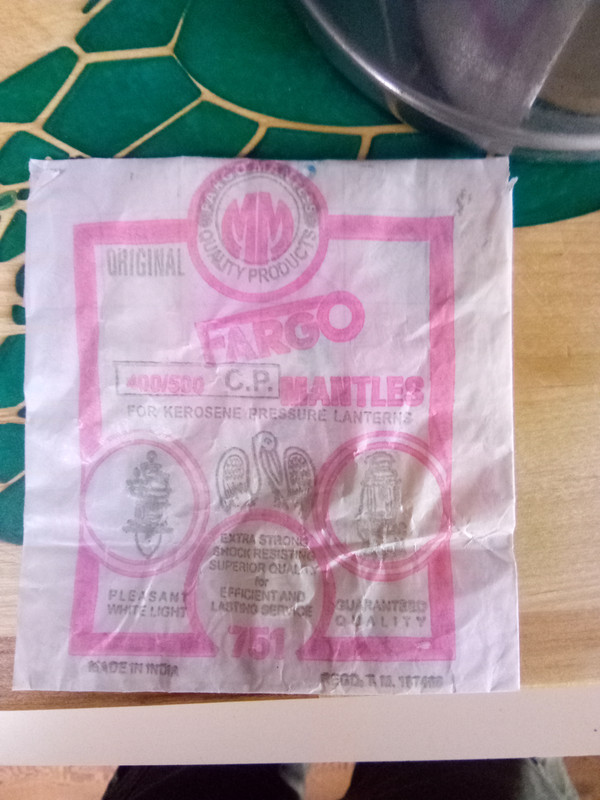 FARGO MANTLES
MM
QUALITY PRODUCTS
ORIGINAL
FARGO
400/500 C.P. MANTLES
FOR KEROSENE PRESSURE LANTERNS
EXTRA STRONG
SHOCK RESISTING
SUPERIOR QUALITY
for
EFFICIENT AND
LASTING SERVICE
PLEASANT
WHITE LIGHT
GUARANTEED
QUALITY
751
MADE IN INDIA
REGD. T. M.